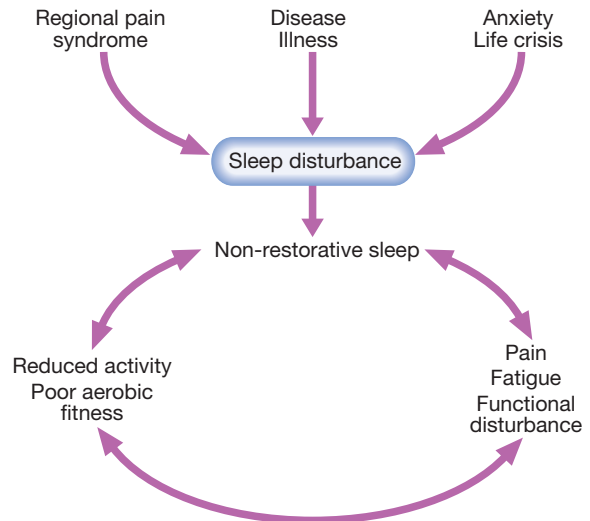 Regional pain
syndrome
Disease
Illness
Anxiety
Life crisis
Sleep disturbance
Non-restorative sleep
Reduced activity
Poor aerobic
fitness
Pain
Fatigue
Functional
disturbance